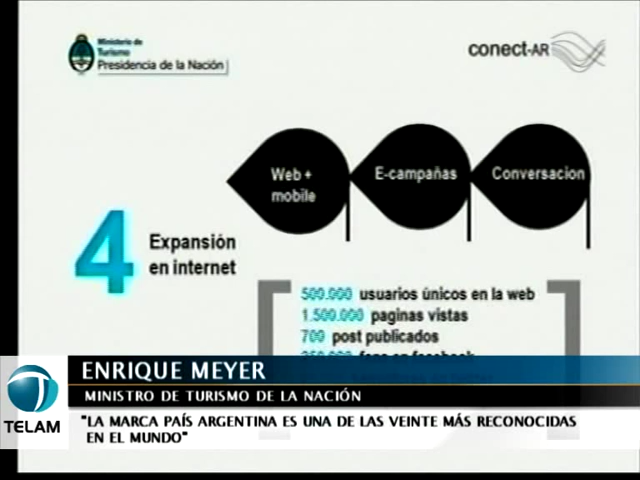 Ministerio de
Turismo
Presidencia de la Nación
conect-AR
Web +
mobile
E-campañas
Conversacion
4
Expansión
en internet
500.000 usuarios únicos en la web
1.500.000 paginas vistas
700 post publicados
ENRIQUE MEYER
MINISTRO DE TURISMO DE LA NACIÓN
TELAM
"LA MARCA PAÍS ARGENTINA ES UNA DE LAS VEINTE MÁS RECONOCIDAS
EN EL MUNDO"